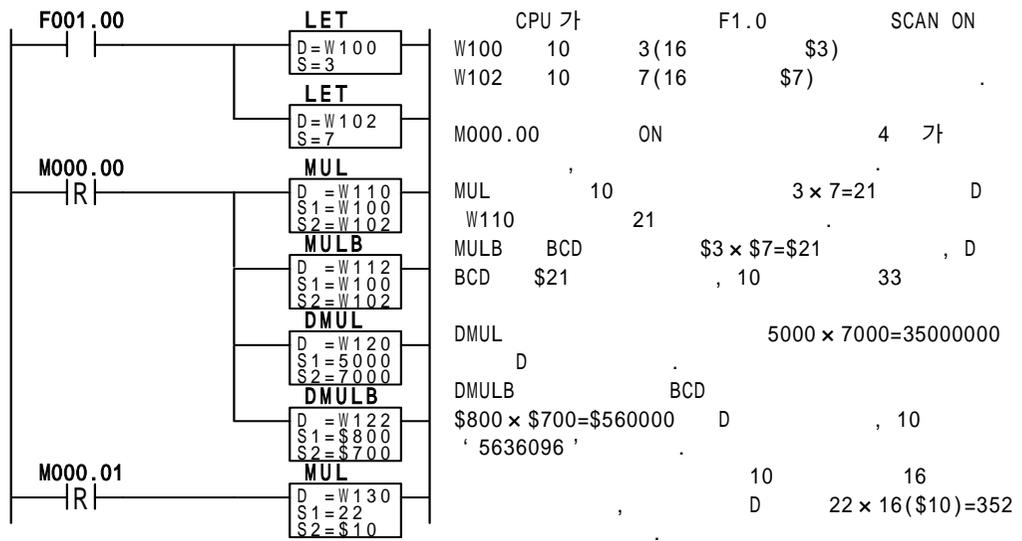 F001.00
LET
D=W100
S=3
LET
D=W102
S=7
M000.00
R
MUL
D =W110
S1=W100
S2=W102
MULB
D =W112
S1=W100
S2=W102
DMUL
D =W120
S1=5000
S2=7000
DMULB
D =W122
S1=$800
S2=$700
M000.01
R
MUL
D =W130
S1=22
S2=$10
CPU 가 F1.0 SCAN ON
W100 10 3(16 $3)
W102 10 7(16 $7) .
M000.00 ON 4 가
, .
MUL 10 3 × 7=21 D
W110 21 .
MULB BCD $3 × $7=$21 , D
BCD $21 , 10 33
DMUL 5000 × 7000=35000000
D .
DMULB BCD
$800 × $700=$560000 D , 10
‘ 5636096 ’ .
10 16
, D 22 × 16($10)=352
.